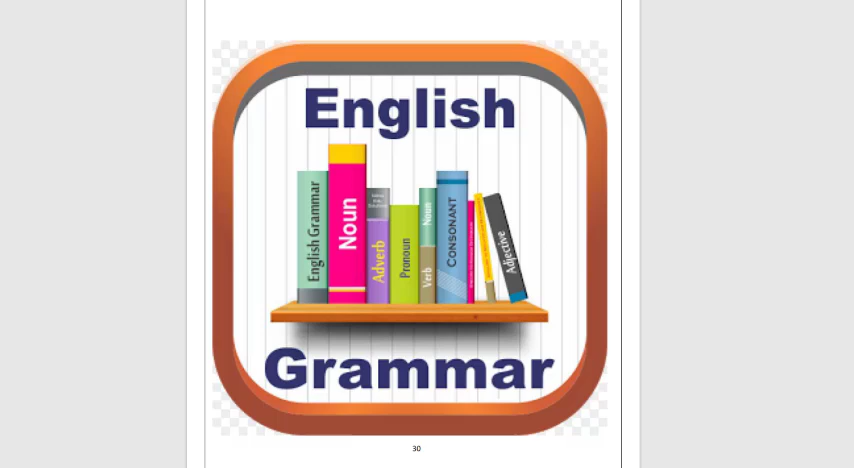 English
English Grammar
Noun
Adverb
Pronoun
Noun
Verb
CONSONANT
Adjective
Grammar
30